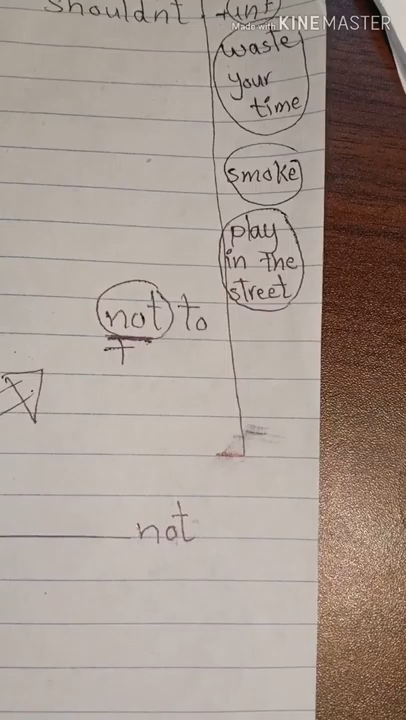 Made with KINEMASTER
shouldnt
+inf
waste
your
time
smoke
play
in the
street
not to
not